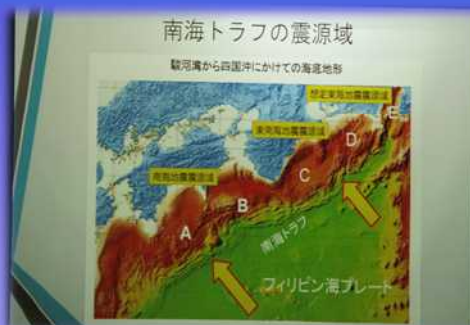 南海トラフの震源域
駿河湾から四国沖にかけての海底地形
想定東海地震震源域
東南海地震震源域
南海地震震源域
E
D
C
B
A
南海トラフ
フィリピン海プレート